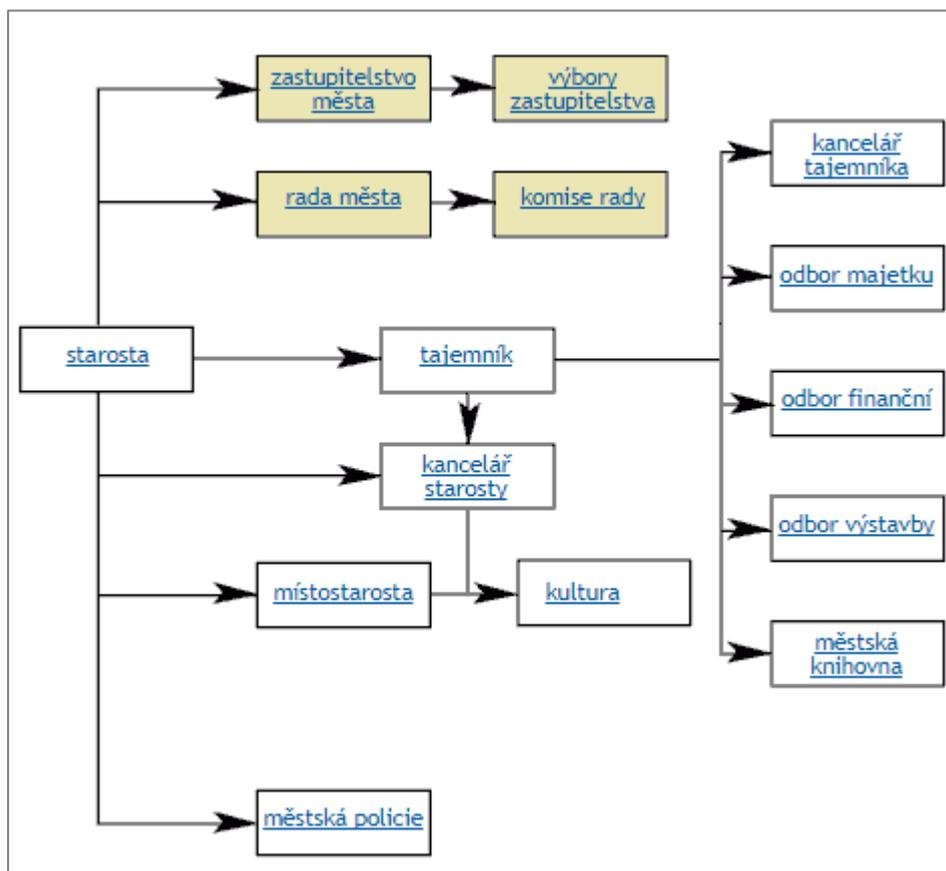 zastupitelstvo
města
výbory
zastupitelstva
kancelář
tajemníka
rada města
komise rady
odbor majetku
starosta
tajemník
odbor finanční
kancelář
starosty
odbor výstavby
místostarosta
kultura
městská
knihovna
městská policie